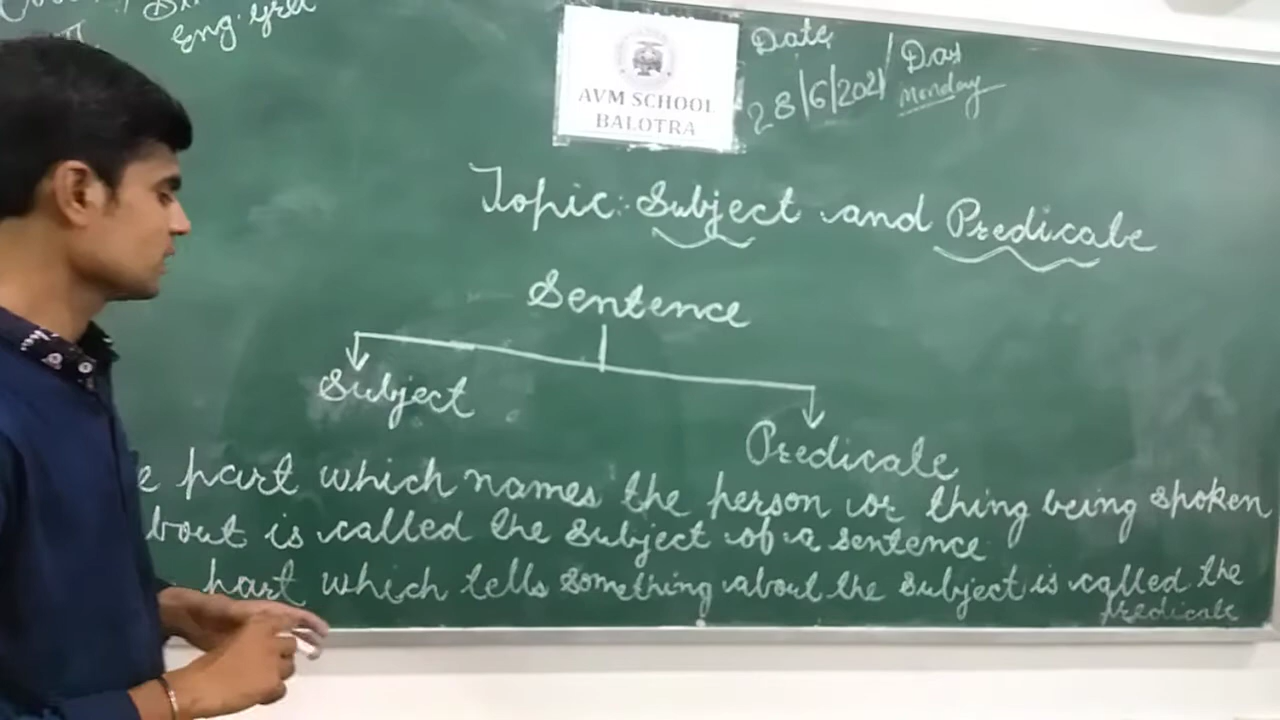 Eng. gra
AVM SCHOOL
BALOTRA
Date
28/6/2021
Day
Monday
Topic: Subject and Predicate
Sentence
Subject
Predicate
e part which names the person or thing being spoken
bout is called the subject of a sentence
part which tells something about the subject is called the
predicate